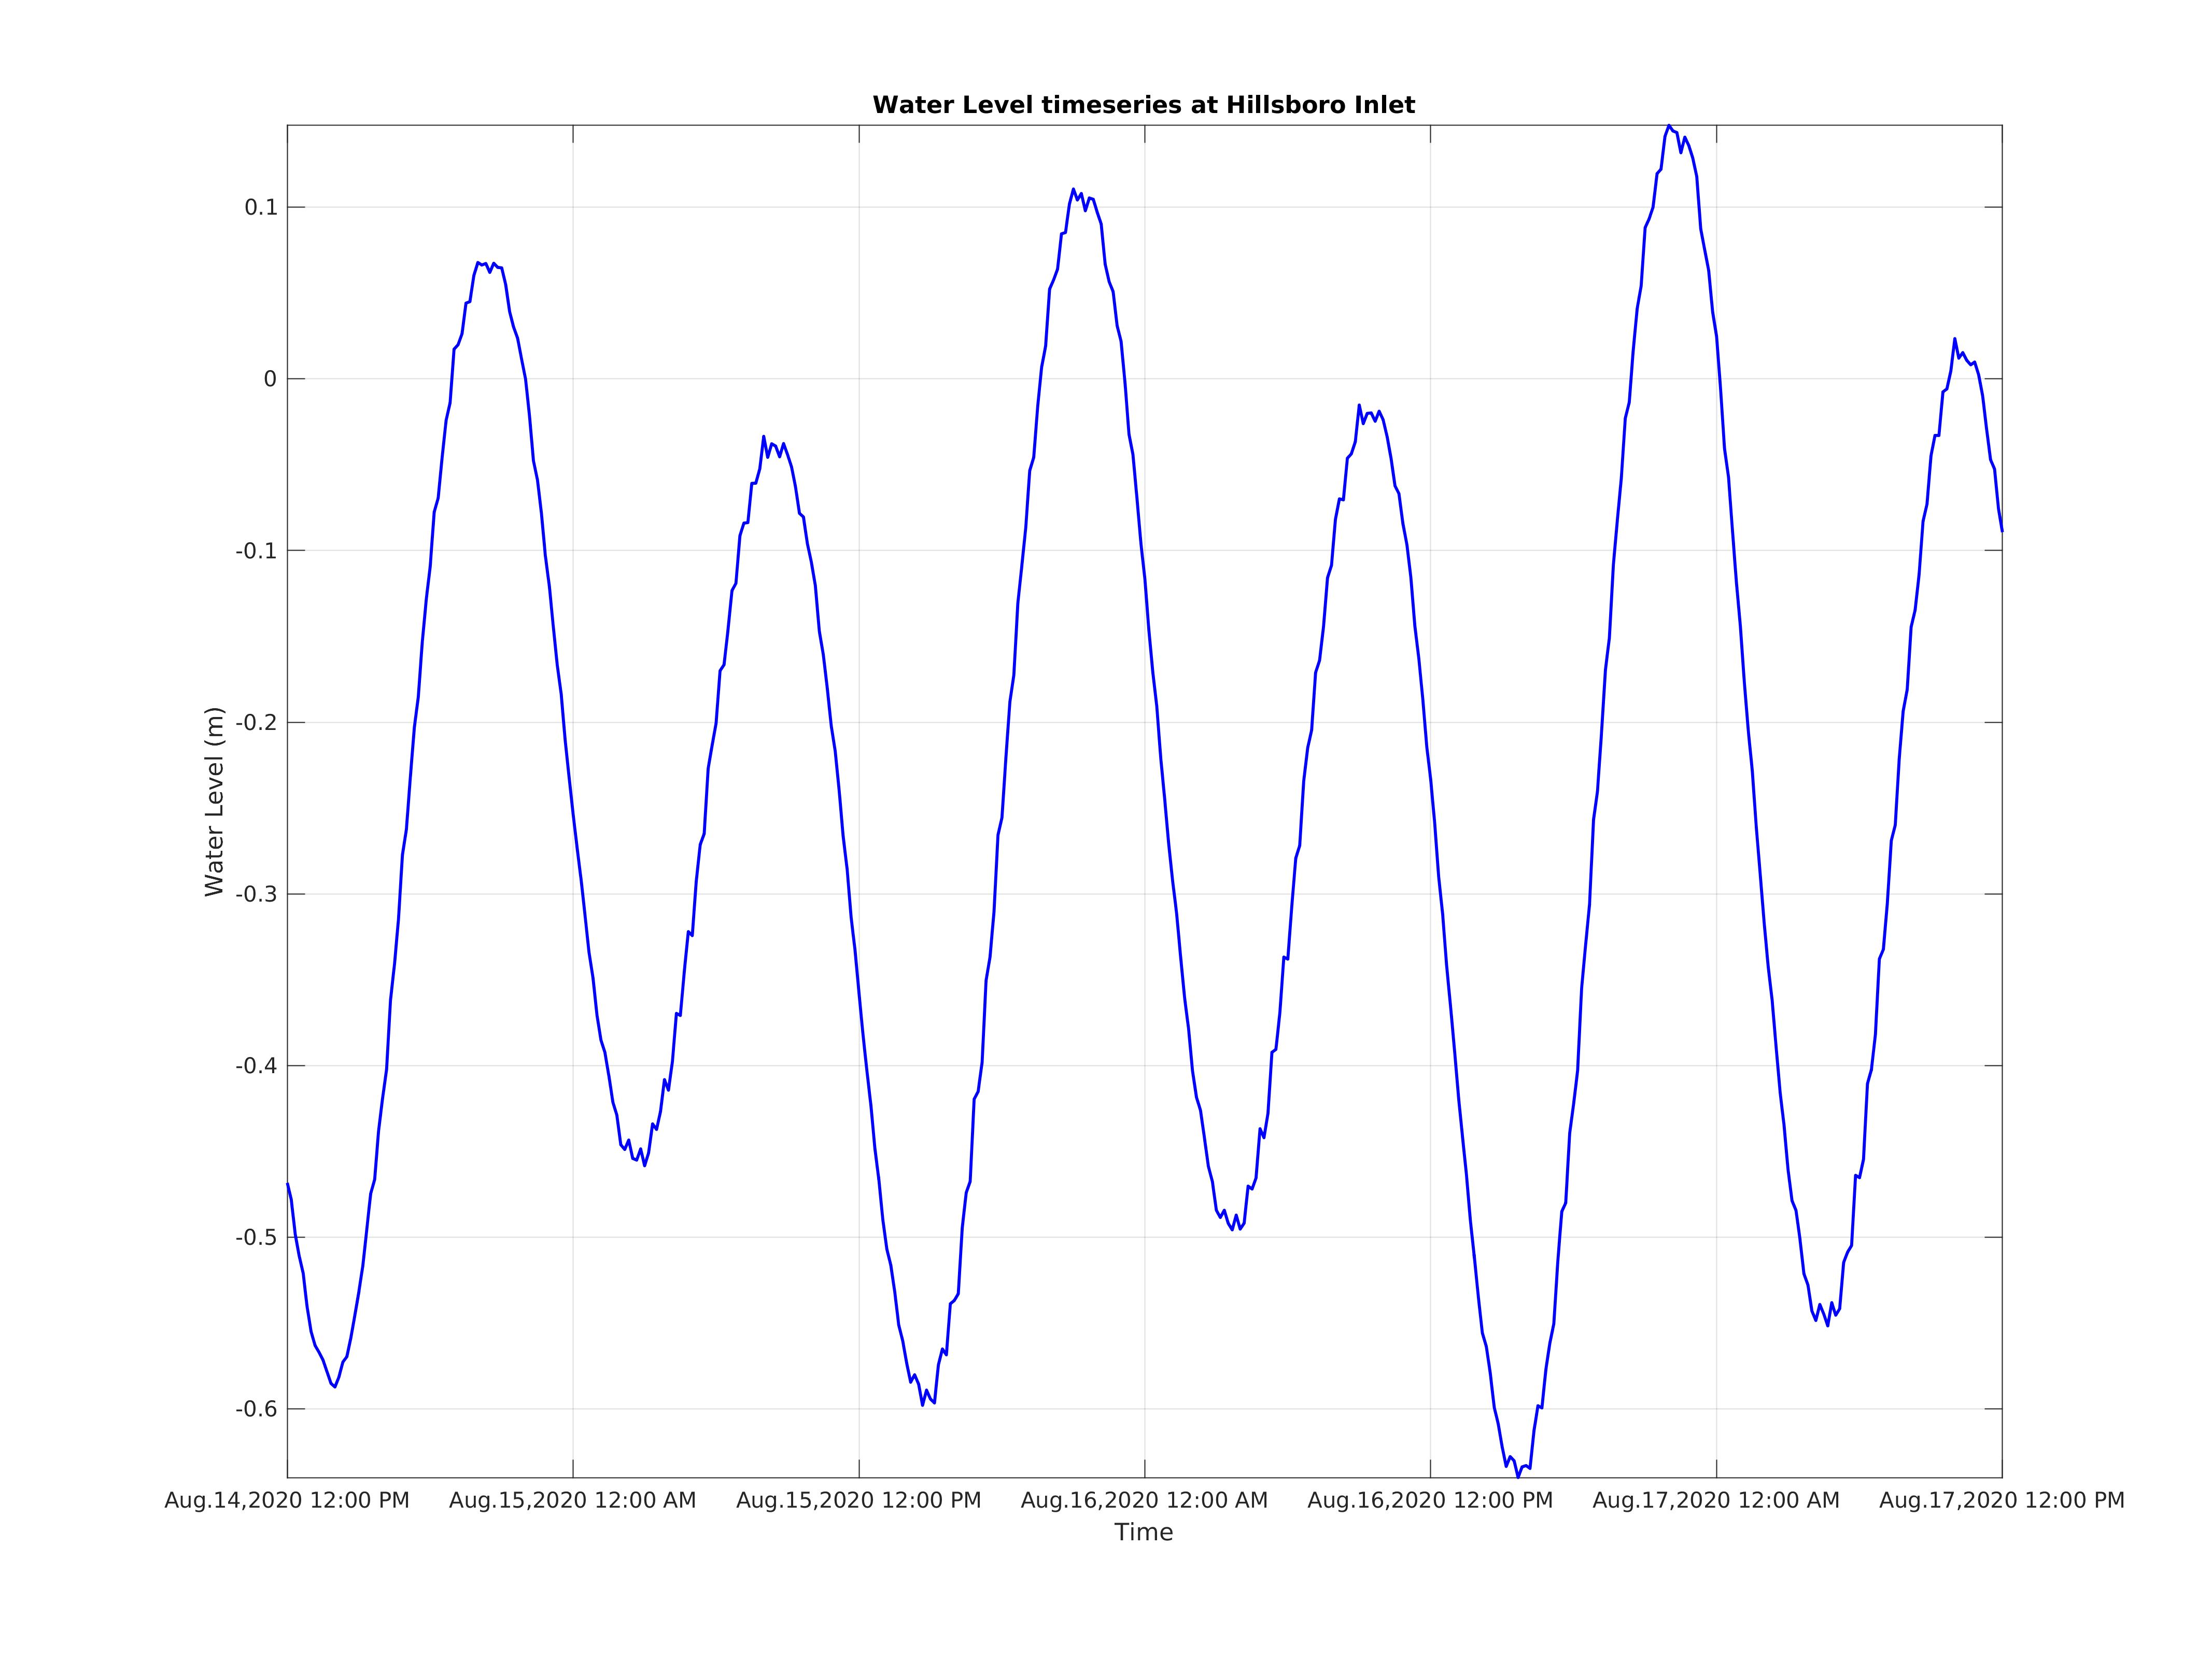 Water Level timeseries at Hillsboro Inlet
0.1
0
-0.1
-0.2
-0.3
-0.4
-0.5
-0.6
Water Level (m)
Aug.14,2020 12:00 PM Aug.15,2020 12:00 AM Aug.15,2020 12:00 PM Aug.16,2020 12:00 AM Aug.16,2020 12:00 PM Aug.17,2020 12:00 AM Aug.17,2020 12:00 PM
Time